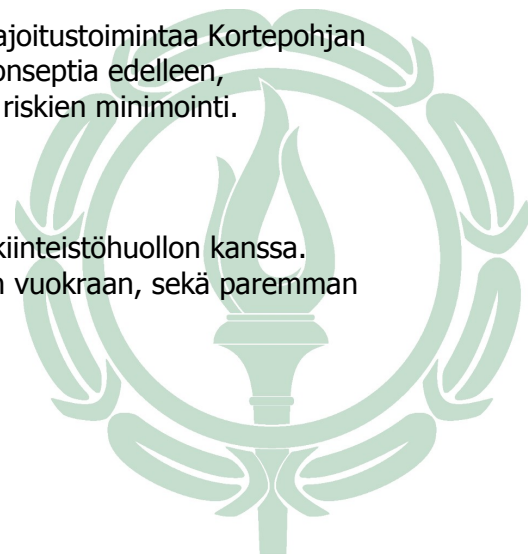 ajoitustoimintaa Kortepohjan
onseptia edelleen,
riskien minimointi.
kiinteistöhuollon kanssa.
n vuokraan, sekä paremman